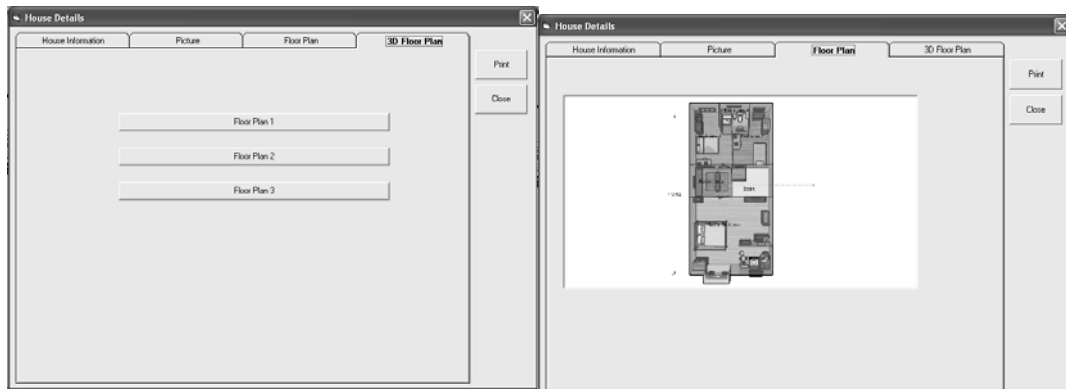 House Details
House Information Picture Floor Plan 3D Floor Plan
Print
Close
Floor Plan 1
Floor Plan 2
Floor Plan 3
House Details
House Information Picture Floor Plan 3D Floor Plan
Print
Close